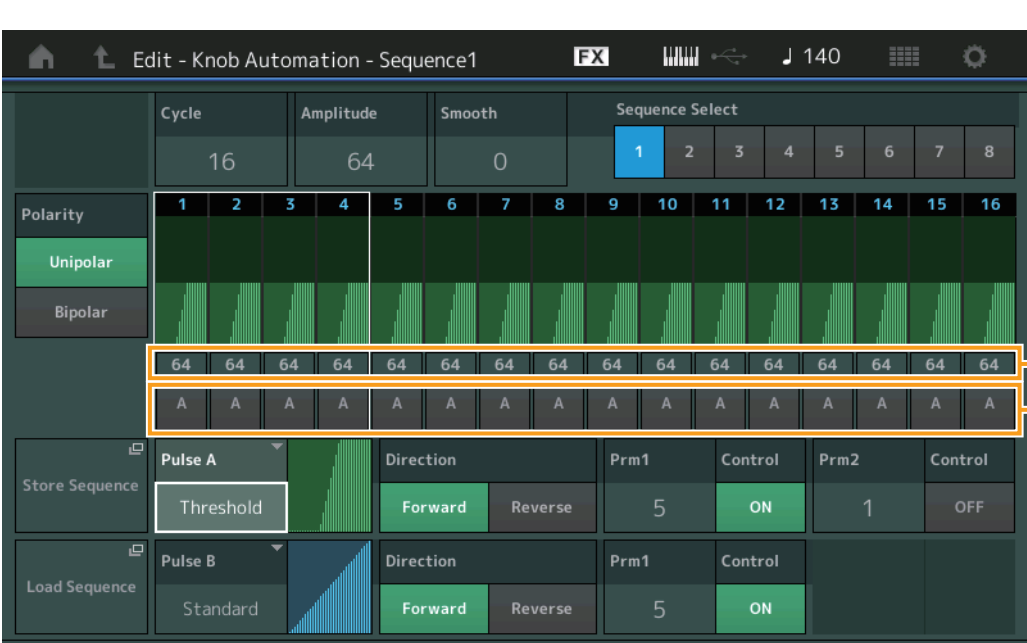 Edit - Knob Automation - Sequence1 FX ♩ 140
Cycle Amplitude Smooth Sequence Select
16 64 0 1 2 3 4 5 6 7 8
Polarity 1 2 3 4 5 6 7 8 9 10 11 12 13 14 15 16
Unipolar
Bipolar
64 64 64 64 64 64 64 64 64 64 64 64 64 64 64 64
A A A A A A A A A A A A A A A A
Store Sequence Pulse A Direction Prm1 Control Prm2 Control
Threshold Forward Reverse 5 ON 1 OFF
Load Sequence Pulse B Direction Prm1 Control
Standard Forward Reverse 5 ON